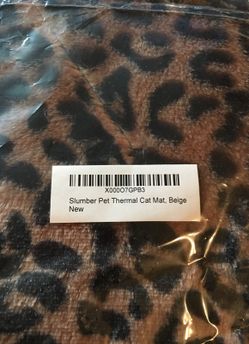 X000O7GPB3
Slumber Pet Thermal Cat Mat, Beige
New